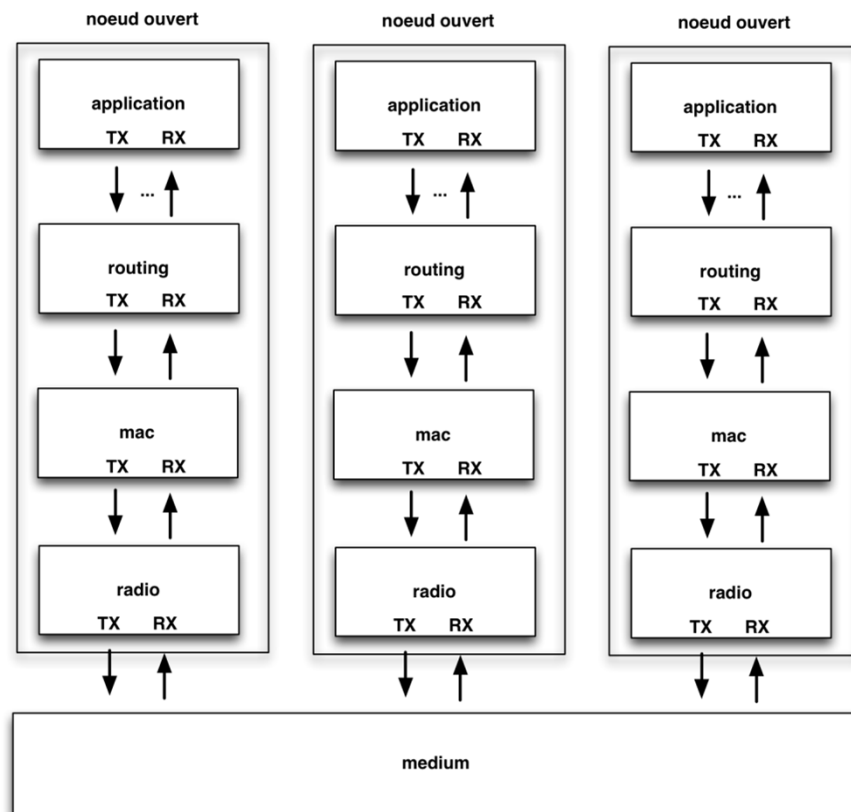 noeud ouvert noeud ouvert noeud ouvert
application application application
TX RX TX RX TX RX
... ... ...
routing routing routing
TX RX TX RX TX RX
mac mac mac
TX RX TX RX TX RX
radio radio radio
TX RX TX RX TX RX
medium